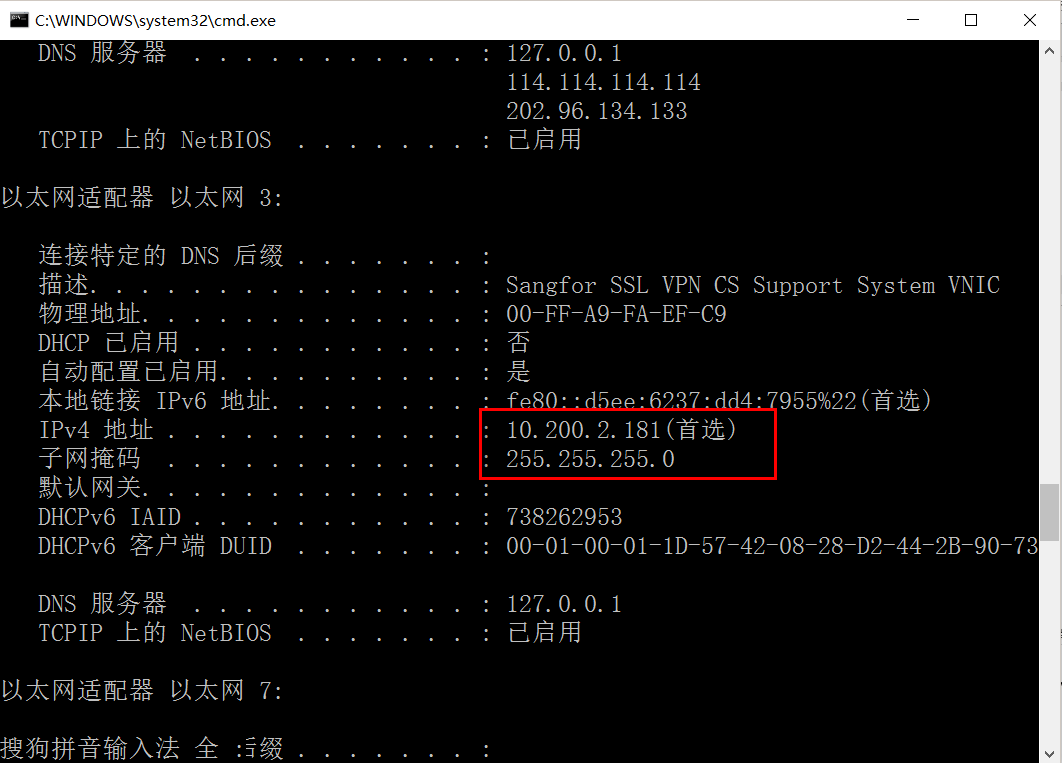 C:\WINDOWS\system32\cmd.exe
DNS 服务器 . . . . . . . . . . . : 127.0.0.1
114.114.114.114
202.96.134.133
TCPIP 上的 NetBIOS . . . . . . . : 已启用
以太网适配器 以太网 3:
连接特定的 DNS 后缀 . . . . . . . :
描述. . . . . . . . . . . . . . . : Sangfor SSL VPN CS Support System VNIC
物理地址. . . . . . . . . . . . . : 00-FF-A9-FA-EF-C9
DHCP 已启用 . . . . . . . . . . . : 否
自动配置已启用. . . . . . . . . . : 是
本地链接 IPv6 地址. . . . . . . . : fe80::d5ee:6237:dd4:7955%22(首选)
IPv4 地址 . . . . . . . . . . . . : 10.200.2.181(首选)
子网掩码 . . . . . . . . . . . . : 255.255.255.0
默认网关. . . . . . . . . . . . . :
DHCPv6 IAID . . . . . . . . . . . : 738262953
DHCPv6 客户端 DUID . . . . . . . : 00-01-00-01-1D-57-42-08-28-D2-44-2B-90-73
DNS 服务器 . . . . . . . . . . . : 127.0.0.1
TCPIP 上的 NetBIOS . . . . . . . : 已启用
以太网适配器 以太网 7:
搜狗拼音输入法 全 :后缀 . . . . . . . :